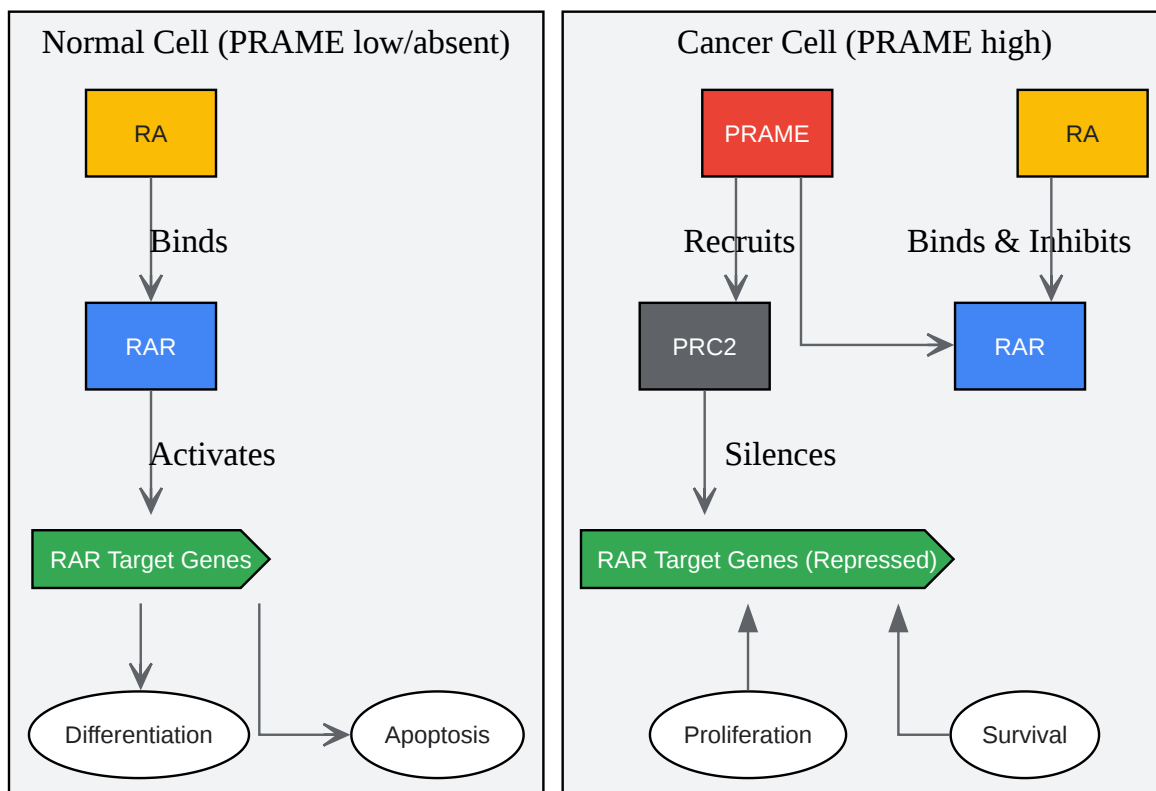 Normal Cell (PRAME low/absent)
RA
Binds
RAR
Activates
RAR Target Genes
Differentiation
Apoptosis
Cancer Cell (PRAME high)
PRAME
RA
Recruits
Binds & Inhibits
PRC2
RAR
Silences
RAR Target Genes (Repressed)
Proliferation
Survival